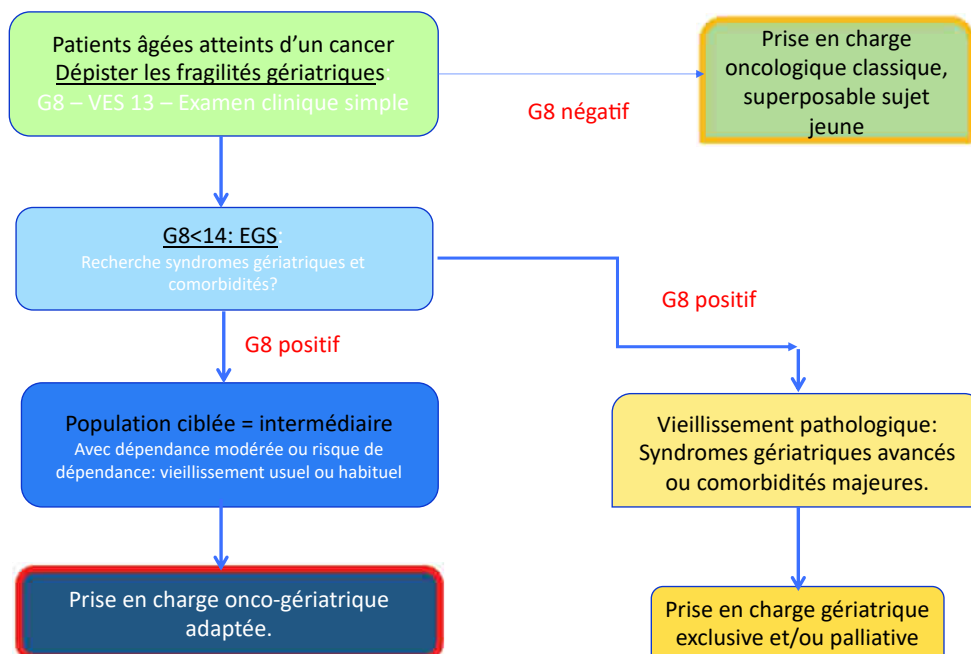 Patients âgées atteints d'un cancer
Dépister les fragilités gériatriques:
G8 – VES 13 – Examen clinique simple
G8 négatif
Prise en charge
oncologique classique,
superposable sujet
jeune
G8<14: EGS:
Recherche syndromes gériatriques et
comorbidités?
G8 positif
G8 positif
Population ciblée = intermédiaire
Avec dépendance modérée ou risque de
dépendance: vieillissement usuel ou habituel
Vieillissement pathologique:
Syndromes gériatriques avancés
ou comorbidités majeures.
Prise en charge onco-gériatrique
adaptée.
Prise en charge gériatrique
exclusive et/ou palliative